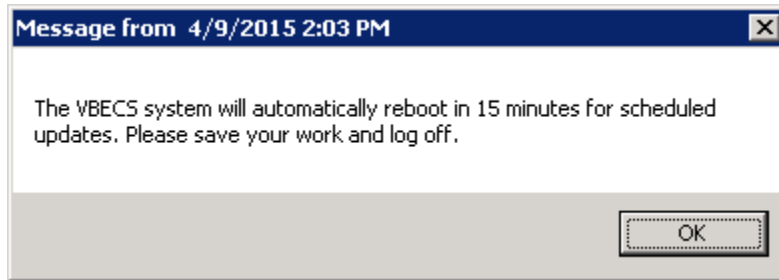 Message from 4/9/2015 2:03 PM
The VBECS system will automatically reboot in 15 minutes for scheduled
updates. Please save your work and log off.
OK